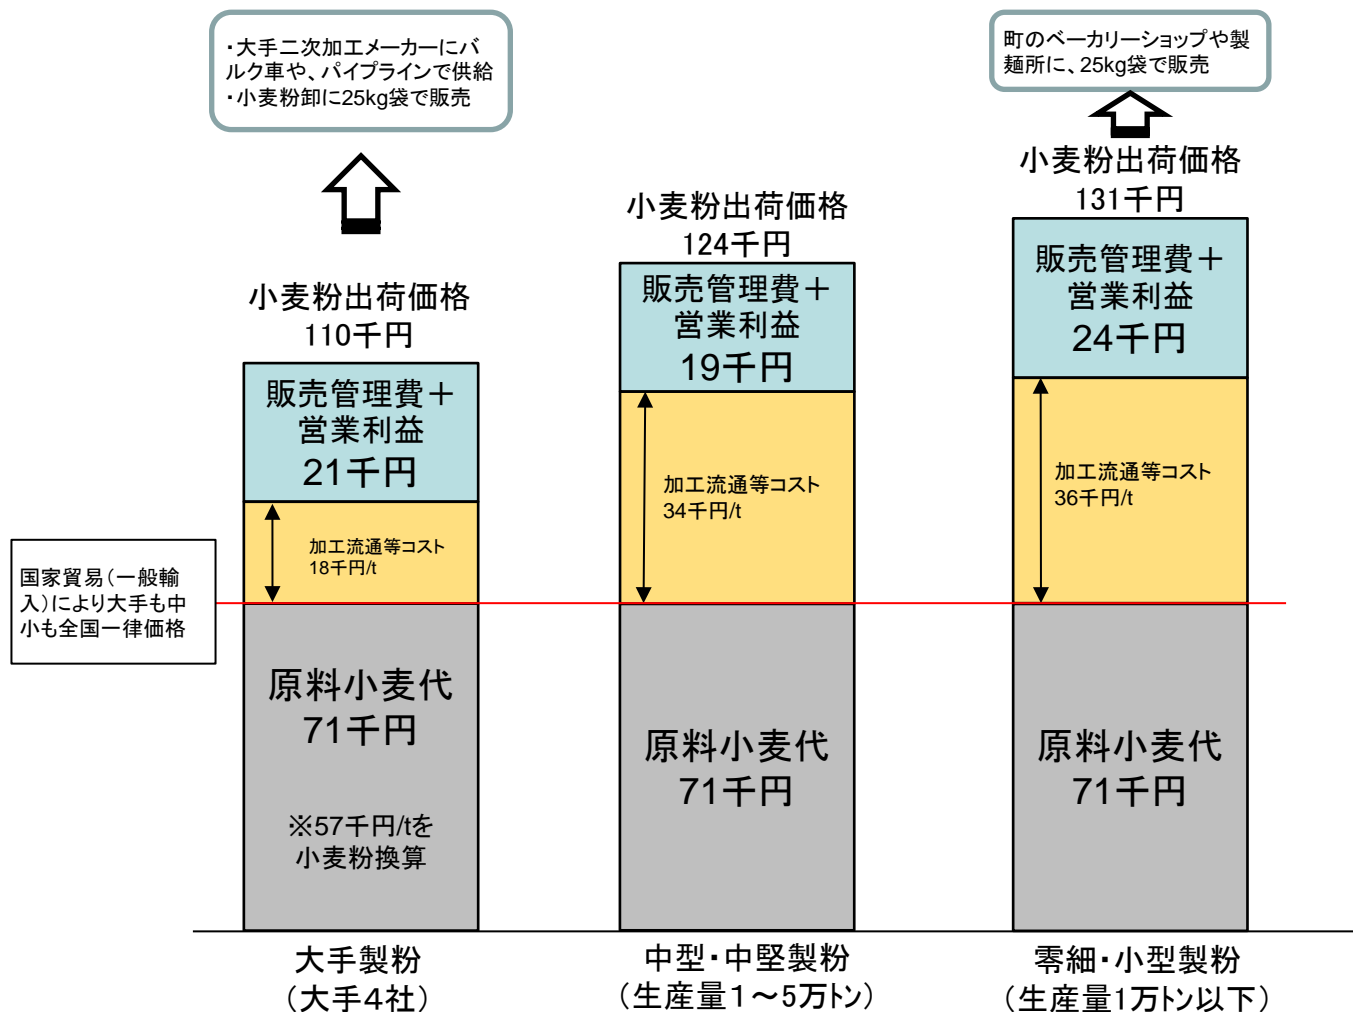 ・大手二次加工メーカーにバ
ルク車や、パイプラインで供給
・小麦粉卸に25kg袋で販売
町のベーカリーショップや製
麺所に、25kg袋で販売
小麦粉出荷価格
110千円
販売管理費＋
営業利益
21千円
加工流通等コスト
18千円/t
国家貿易（一般輸
入）により大手も中
小も全国一律価格
原料小麦代
71千円
※57千円/tを
小麦粉換算
大手製粉
（大手４社）
小麦粉出荷価格
124千円
販売管理費＋
営業利益
19千円
加工流通等コスト
34千円/t
原料小麦代
71千円
中型・中堅製粉
（生産量１～5万トン）
小麦粉出荷価格
131千円
販売管理費＋
営業利益
24千円
加工流通等コスト
36千円/t
原料小麦代
71千円
零細・小型製粉
（生産量1万トン以下）